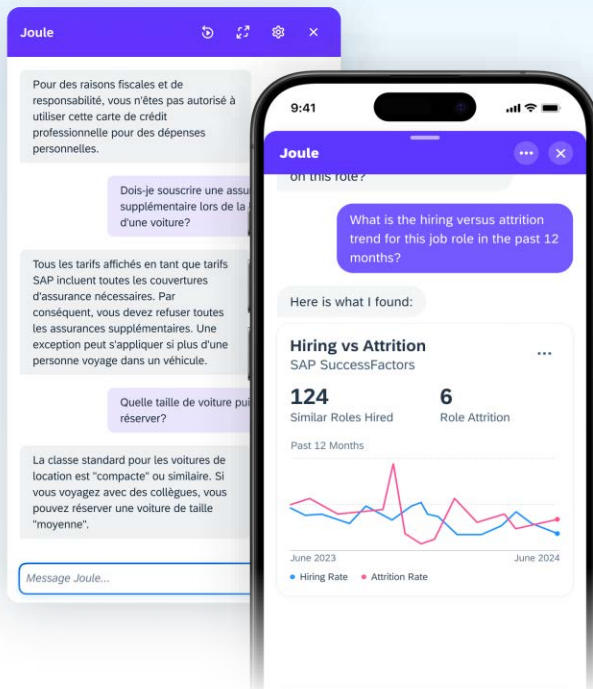 Joule
Pour des raisons fiscales et de
responsabilité, vous n'êtes pas autorisé à
utiliser cette carte de crédit
professionnelle pour des dépenses
personnelles.
Dois-je souscrire une
supplémentaire lors de la
d'une voiture?
Tous les tarifs affichés en tant que tarifs
SAP incluent toutes les couvertures
d'assurance nécessaires. Par
conséquent, vous devez refuser toutes
les assurances supplémentaires. Une
exception peut s'appliquer si plus d'une
personne voyage dans un véhicule.
Quelle taille de voiture
réserver?
La classe standard pour les voitures de
location est "compacte" ou similaire. Si
vous voyagez avec des collègues, vous
pouvez réserver une voiture de taille
"moyenne".
Message Joule...
9:41
Joule
on this role?
What is the hiring versus attrition
trend for this job role in the past 12
months?
Here is what I found:
Hiring vs Attrition
SAP SuccessFactors
124 6
Similar Roles Hired Role Attrition
Past 12 Months
June 2023 June 2024
Hiring Rate Attrition Rate